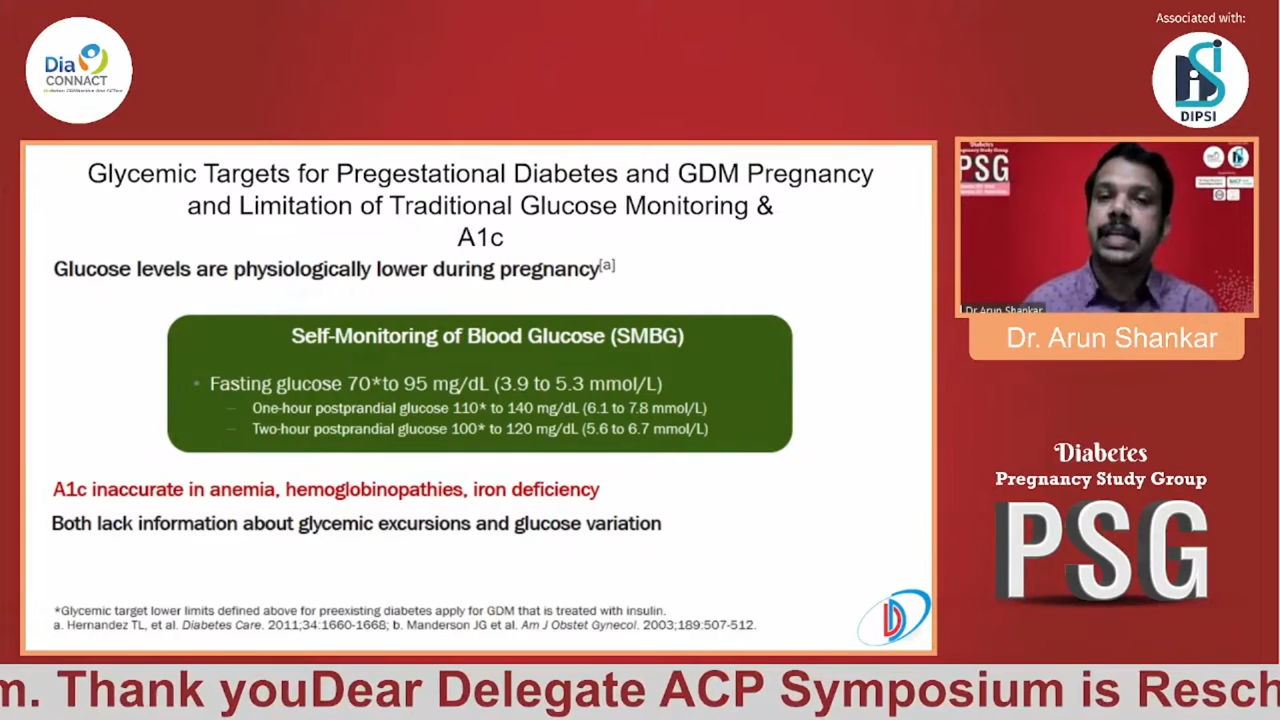 Associated with:
Dia
CONNACT
DIPSI
Glycemic Targets for Pregestational Diabetes and GDM Pregnancy
and Limitation of Traditional Glucose Monitoring &
A1c
Glucose levels are physiologically lower during pregnancy[a]
Self-Monitoring of Blood Glucose (SMBG)
• Fasting glucose 70*to 95 mg/dL (3.9 to 5.3 mmol/L)
– One-hour postprandial glucose 110* to 140 mg/dL (6.1 to 7.8 mmol/L)
– Two-hour postprandial glucose 100* to 120 mg/dL (5.6 to 6.7 mmol/L)
A1c inaccurate in anemia, hemoglobinopathies, iron deficiency
Both lack information about glycemic excursions and glucose variation
*Glycemic target lower limits defined above for preexisting diabetes apply for GDM that is treated with insulin.
a. Hernandez TL, et al. Diabetes Care. 2011;34:1660-1668; b. Manderson JG et al. Am J Obstet Gynecol. 2003;189:507-512.
Diabetes
PSG
Dr Arun Shankar
Dr. Arun Shankar
Diabetes
Pregnancy Study Group
PSG
m. Thank youDear Delegate ACP Symposium is Resch